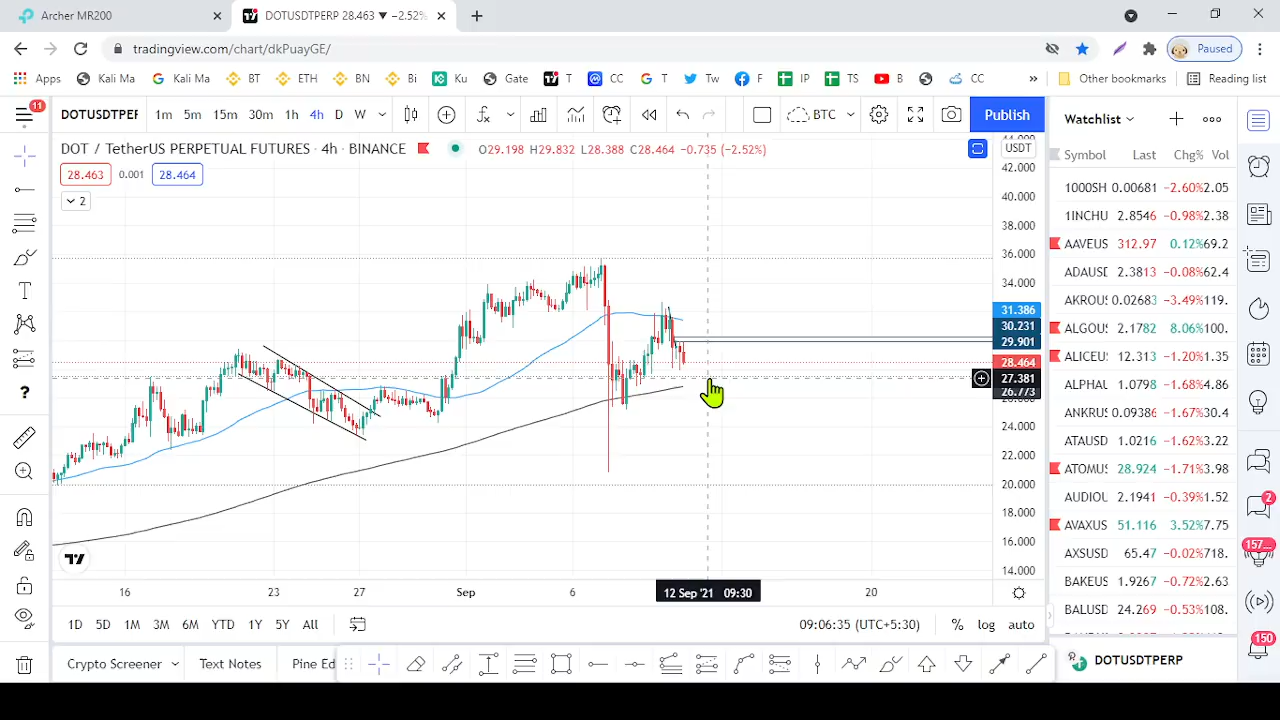 Archer MR200
DOTUSDTPERP 28.463 ▼ −2.52%
tradingview.com/chart/dkPuayGE/
Paused
Apps Kali Ma Kali Ma BT ETH BN Bi Ku Gate T CC T Tw F IP TS B CC » Other bookmarks Reading list
11
DOTUSDTPERP 1m 5m 15m 30m 1h 4h D W BTC Publish
DOT / TetherUS PERPETUAL FUTURES · 4h · BINANCE O29.198 H29.832 L28.388 C28.464 −0.735 (−2.52%)
28.463 0.001 28.464
2
USDT
44.000
42.000
40.000
38.000
36.000
34.000
31.386
30.231
29.901
28.464
27.381
26.773
24.000
22.000
20.000
18.000
16.000
14.000
16 23 27 Sep 6 12 Sep '21 09:30 20
1D 5D 1M 3M 6M YTD 1Y 5Y All 09:06:35 (UTC+5:30) % log auto
Crypto Screener Text Notes Pine Ed
Watchlist
Symbol Last Chg% Vol
1000SH 0.00681 −2.60% 2.05
1INCHU 2.8546 −0.98% 2.38
AAVEUS 312.97 0.12% 69.2
ADAUSD 2.3813 −0.08% 62.4
AKROU 0.02683 −3.49% 119.
ALGOU 2.1782 8.06% 100.
ALICEU 12.313 −1.20% 1.35
ALPHAL 1.0798 −1.68% 4.86
ANKRU 0.09386 −1.67% 30.4
ATAUSD 1.0216 −1.62% 3.22
ATOMUS 28.924 −1.71% 3.98
AUDIOL 2.1941 −0.39% 1.52
AVAXUS 51.116 3.52% 7.75
AXSUSD 65.47 −0.02% 718.
BAKEUS 1.9267 −0.72% 2.63
BALUSD 24.269 −0.53% 108.
DOTUSDTPERP
2
157
150